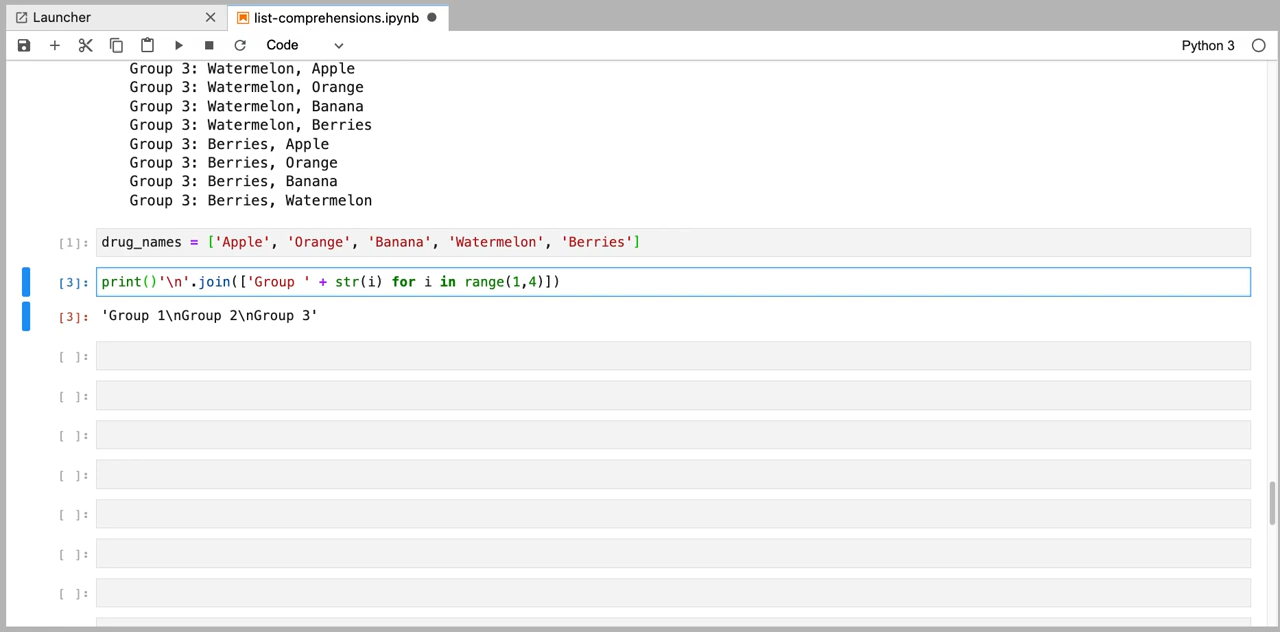 Launcher
list-comprehensions.ipynb
Code
Python 3
Group 3: Watermelon, Apple
Group 3: Watermelon, Orange
Group 3: Watermelon, Banana
Group 3: Watermelon, Berries
Group 3: Berries, Apple
Group 3: Berries, Orange
Group 3: Berries, Banana
Group 3: Berries, Watermelon
[1]: drug_names = ['Apple', 'Orange', 'Banana', 'Watermelon', 'Berries']
[3]: print()'\n'.join(['Group ' + str(i) for i in range(1,4)])
[3]: 'Group 1\nGroup 2\nGroup 3'
[ ]:
[ ]:
[ ]:
[ ]:
[ ]:
[ ]:
[ ]: